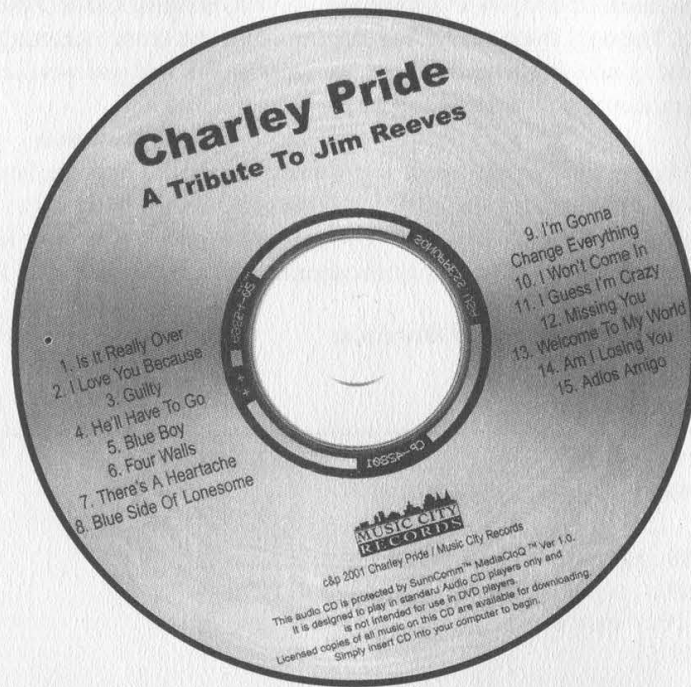 Charley Pride
A Tribute To Jim Reeves
1. Is It Really Over
2. I Love You Because
3. Guilty
4. He'll Have To Go
5. Blue Boy
6. Four Walls
7. There's A Heartache
8. Blue Side Of Lonesome
9. I'm Gonna
Change Everything
10. I Won't Come In
11. I Guess I'm Crazy
12. Missing You
13. Welcome To My World
14. Am I Losing You
15. Adios Amigo
MUSIC CITY
RECORDS
c&p 2001 Charley Pride / Music City Records
This audio CD is protected by SunnComm™ MediaCloQ™ Ver 1.0.
It is designed to play in standard Audio CD players only and
is not intended for use in DVD players.
Licensed copies of all music on this CD are available for downloading.
Simply insert CD into your computer to begin.